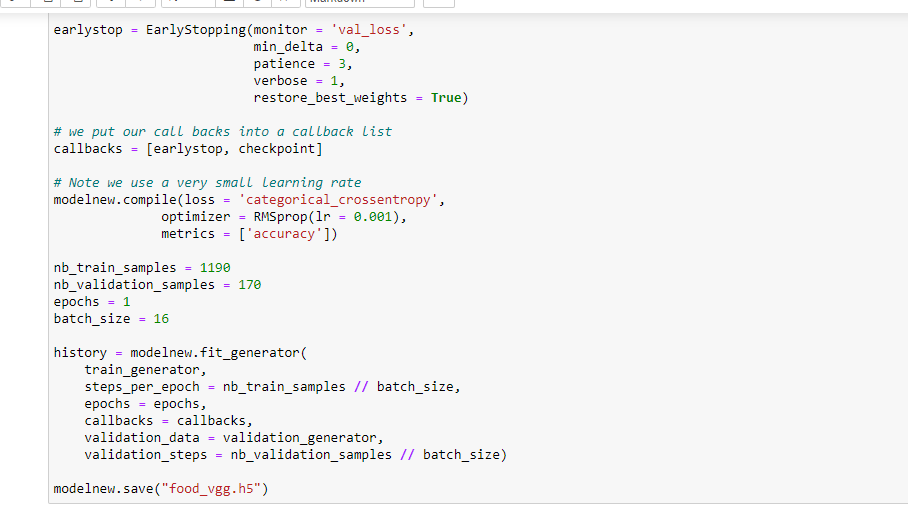 Markdown
earlystop = EarlyStopping(monitor = 'val_loss',
                          min_delta = 0,
                          patience = 3,
                          verbose = 1,
                          restore_best_weights = True)

# we put our call backs into a callback list
callbacks = [earlystop, checkpoint]

# Note we use a very small learning rate
modelnew.compile(loss = 'categorical_crossentropy',
              optimizer = RMSprop(lr = 0.001),
              metrics = ['accuracy'])

nb_train_samples = 1190
nb_validation_samples = 170
epochs = 1
batch_size = 16

history = modelnew.fit_generator(
    train_generator,
    steps_per_epoch = nb_train_samples // batch_size,
    epochs = epochs,
    callbacks = callbacks,
    validation_data = validation_generator,
    validation_steps = nb_validation_samples // batch_size)

modelnew.save("food_vgg.h5")